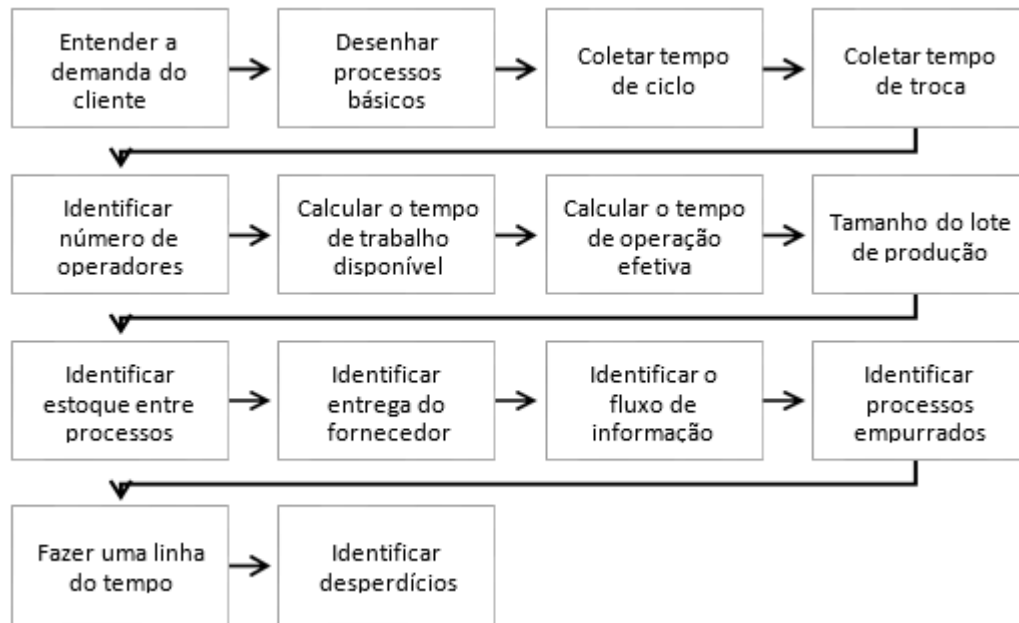 Entender a
demanda do
cliente
Desenhar
processos
básicos
Coletar tempo
de ciclo
Coletar tempo
de troca
Identificar
número de
operadores
Calcular o tempo
de trabalho
disponível
Calcular o tempo
de operação
efetiva
Tamanho do lote
de produção
Identificar
estoque entre
processos
Identificar
entrega do
fornecedor
Identificar o
fluxo de
informação
Identificar
processos
empurrados
Fazer uma linha
do tempo
Identificar
desperdícios